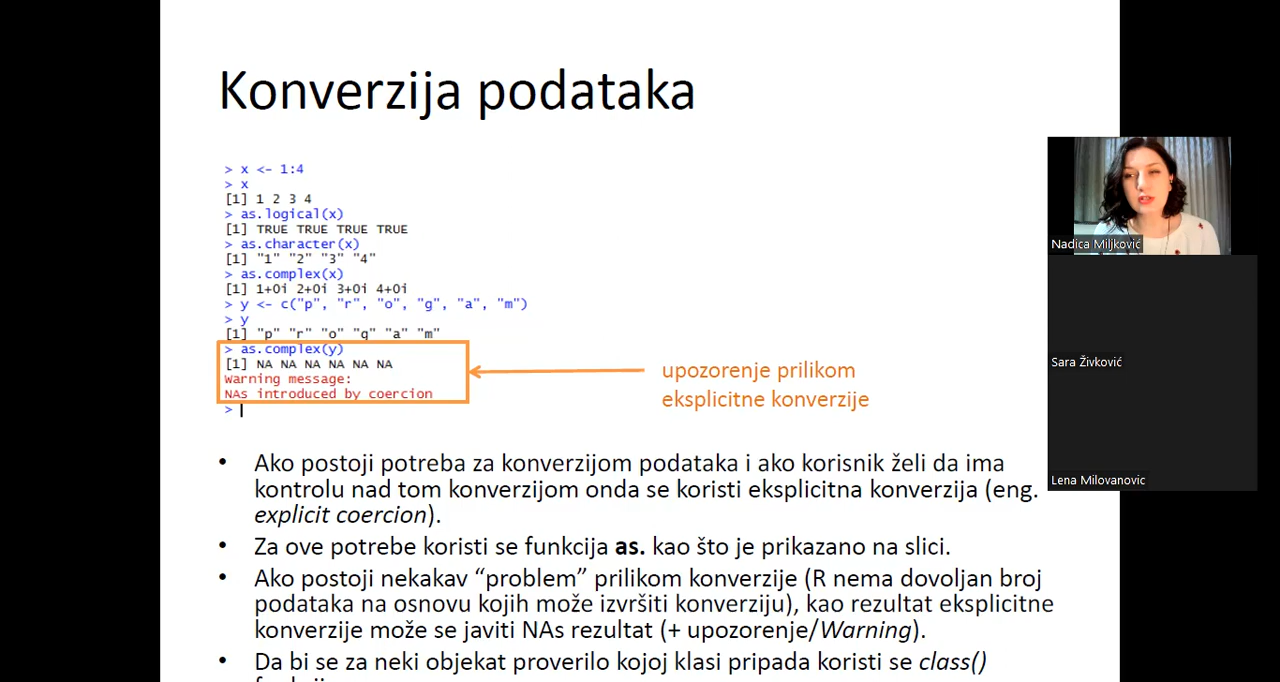 Konverzija podataka
> x <- 1:4
> x
[1] 1 2 3 4
> as.logical(x)
[1] TRUE TRUE TRUE TRUE
> as.character(x)
[1] "1" "2" "3" "4"
> as.complex(x)
[1] 1+0i 2+0i 3+0i 4+0i
> y <- c("p", "r", "o", "g", "a", "m")
> y
[1] "p" "r" "o" "g" "a" "m"
> as.complex(y)
[1] NA NA NA NA NA NA
Warning message:
NAs introduced by coercion
>
upozorenje prilikom
eksplicitne konverzije
• Ako postoji potreba za konverzijom podataka i ako korisnik želi da ima
kontrolu nad tom konverzijom onda se koristi eksplicitna konverzija (eng.
explicit coercion).
• Za ove potrebe koristi se funkcija as. kao što je prikazano na slici.
• Ako postoji nekakav “problem” prilikom konverzije (R nema dovoljan broj
podataka na osnovu kojih može izvršiti konverziju), kao rezultat eksplicitne
konverzije može se javiti NAs rezultat (+ upozorenje/Warning).
• Da bi se za neki objekat proverilo kojoj klasi pripada koristi se class()
Nadica Miljković
Sara Živković
Lena Milovanovic